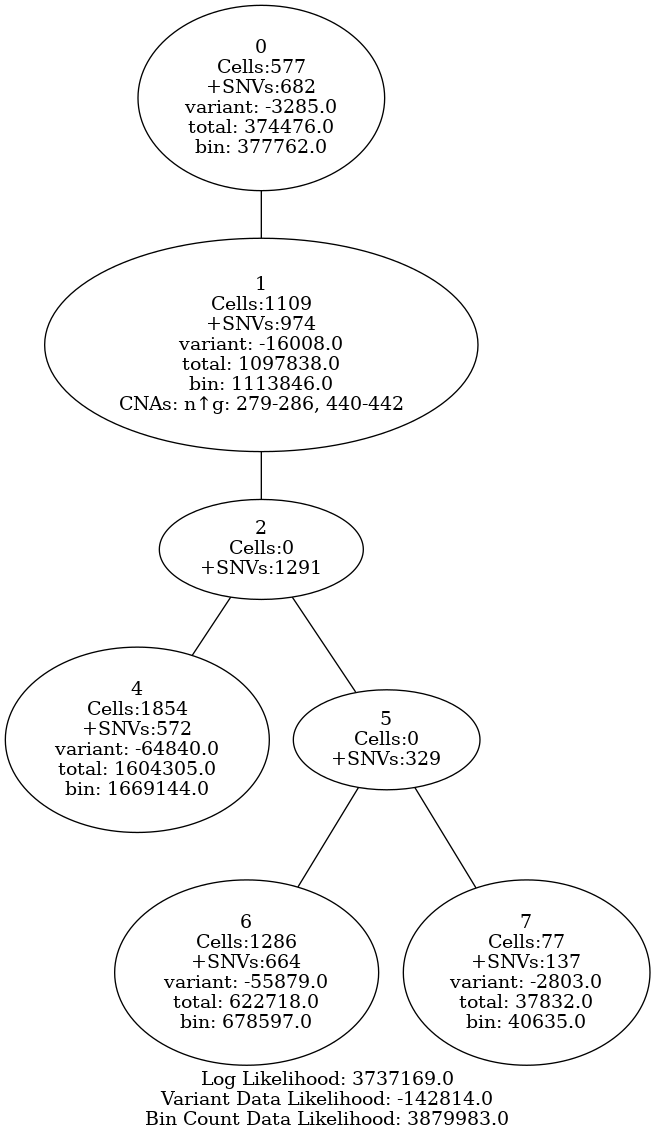 0
Cells:577
+SNVs:682
variant: -3285.0
total: 374476.0
bin: 377762.0
1
Cells:1109
+SNVs:974
variant: -16008.0
total: 1097838.0
bin: 1113846.0
CNAs: n↑g: 279-286, 440-442
2
Cells:0
+SNVs:1291
4
Cells:1854
+SNVs:572
variant: -64840.0
total: 1604305.0
bin: 1669144.0
5
Cells:0
+SNVs:329
6
Cells:1286
+SNVs:664
variant: -55879.0
total: 622718.0
bin: 678597.0
7
Cells:77
+SNVs:137
variant: -2803.0
total: 37832.0
bin: 40635.0
Log Likelihood: 3737169.0
Variant Data Likelihood: -142814.0
Bin Count Data Likelihood: 3879983.0